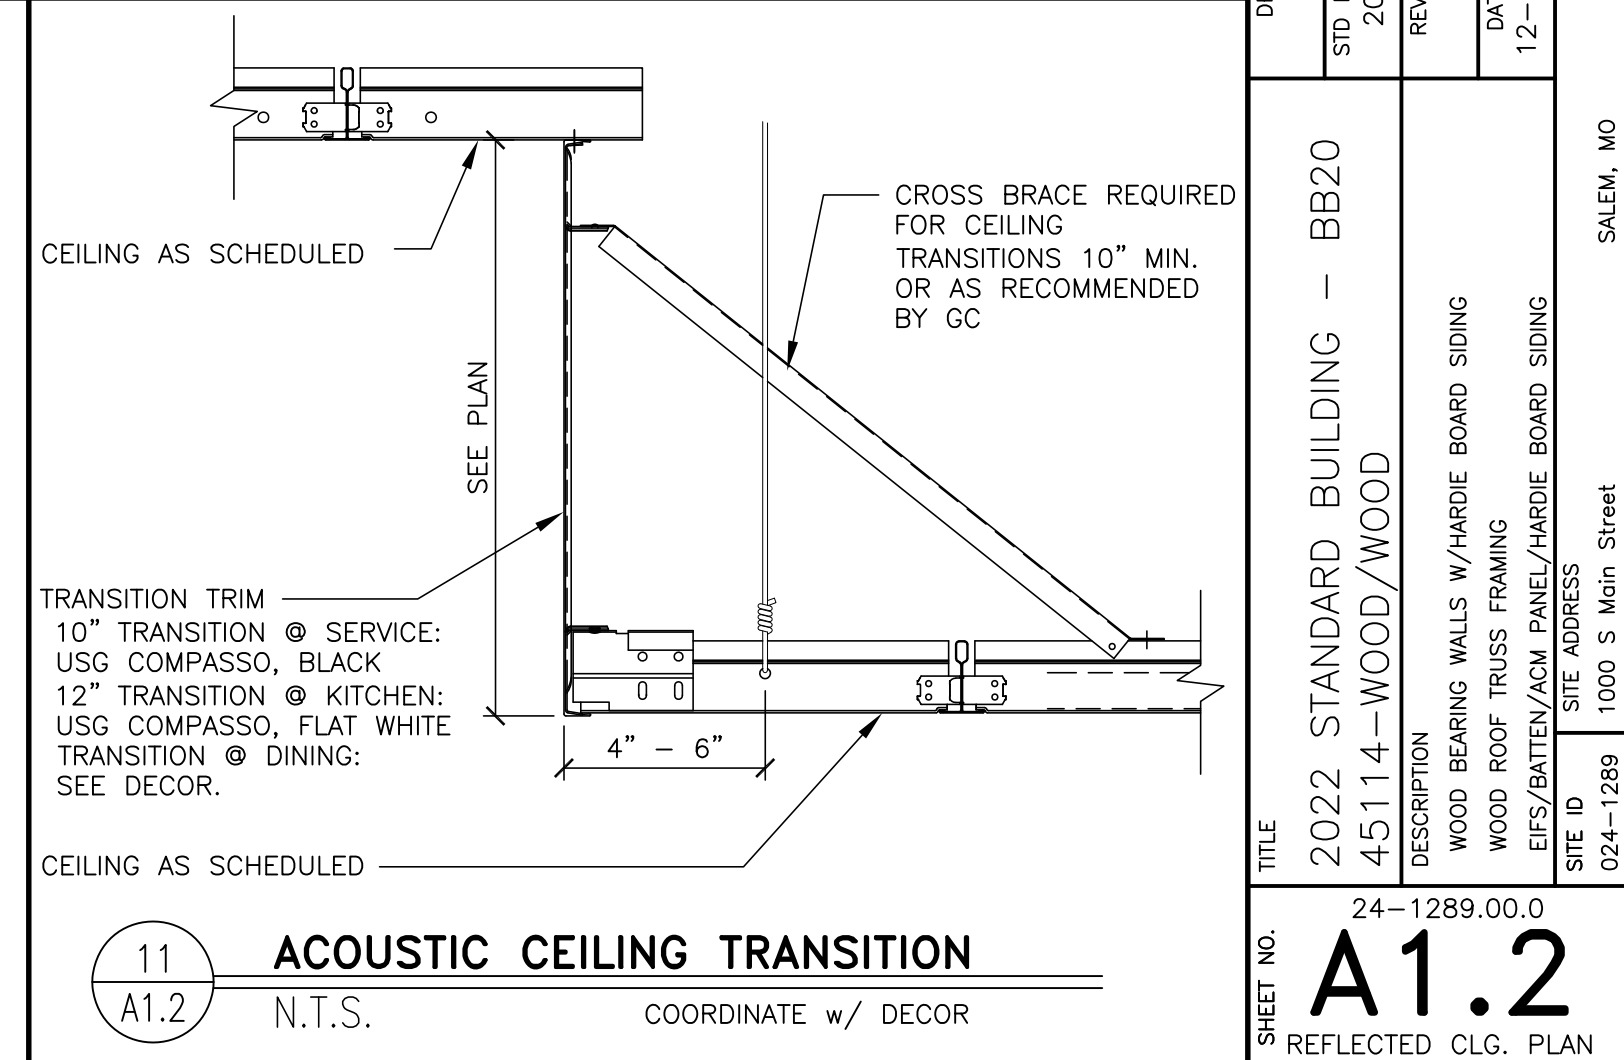 CEILING AS SCHEDULED
CROSS BRACE REQUIRED
FOR CEILING
TRANSITIONS 10” MIN.
OR AS RECOMMENDED
BY GC
SEE PLAN
TRANSITION TRIM
10” TRANSITION @ SERVICE:
USG COMPASSO, BLACK
12” TRANSITION @ KITCHEN:
USG COMPASSO, FLAT WHITE
TRANSITION @ DINING:
SEE DECOR.
4” – 6”
CEILING AS SCHEDULED
11
A1.2
ACOUSTIC CEILING TRANSITION
N.T.S.
COORDINATE w/ DECOR
STD
12-
TITLE
2022 STANDARD BUILDING – BB20
45114-WOOD/WOOD
DESCRIPTION
WOOD BEARING WALLS W/HARDIE BOARD SIDING
WOOD ROOF TRUSS FRAMING
EIFS/BATTEN/ACM PANEL/HARDIE BOARD SIDING
SITE ID
024-1289
SITE ADDRESS
1000 S Main Street
SALEM, MO
24-1289.00.0
SHEET NO.
A1.2
REFLECTED CLG. PLAN